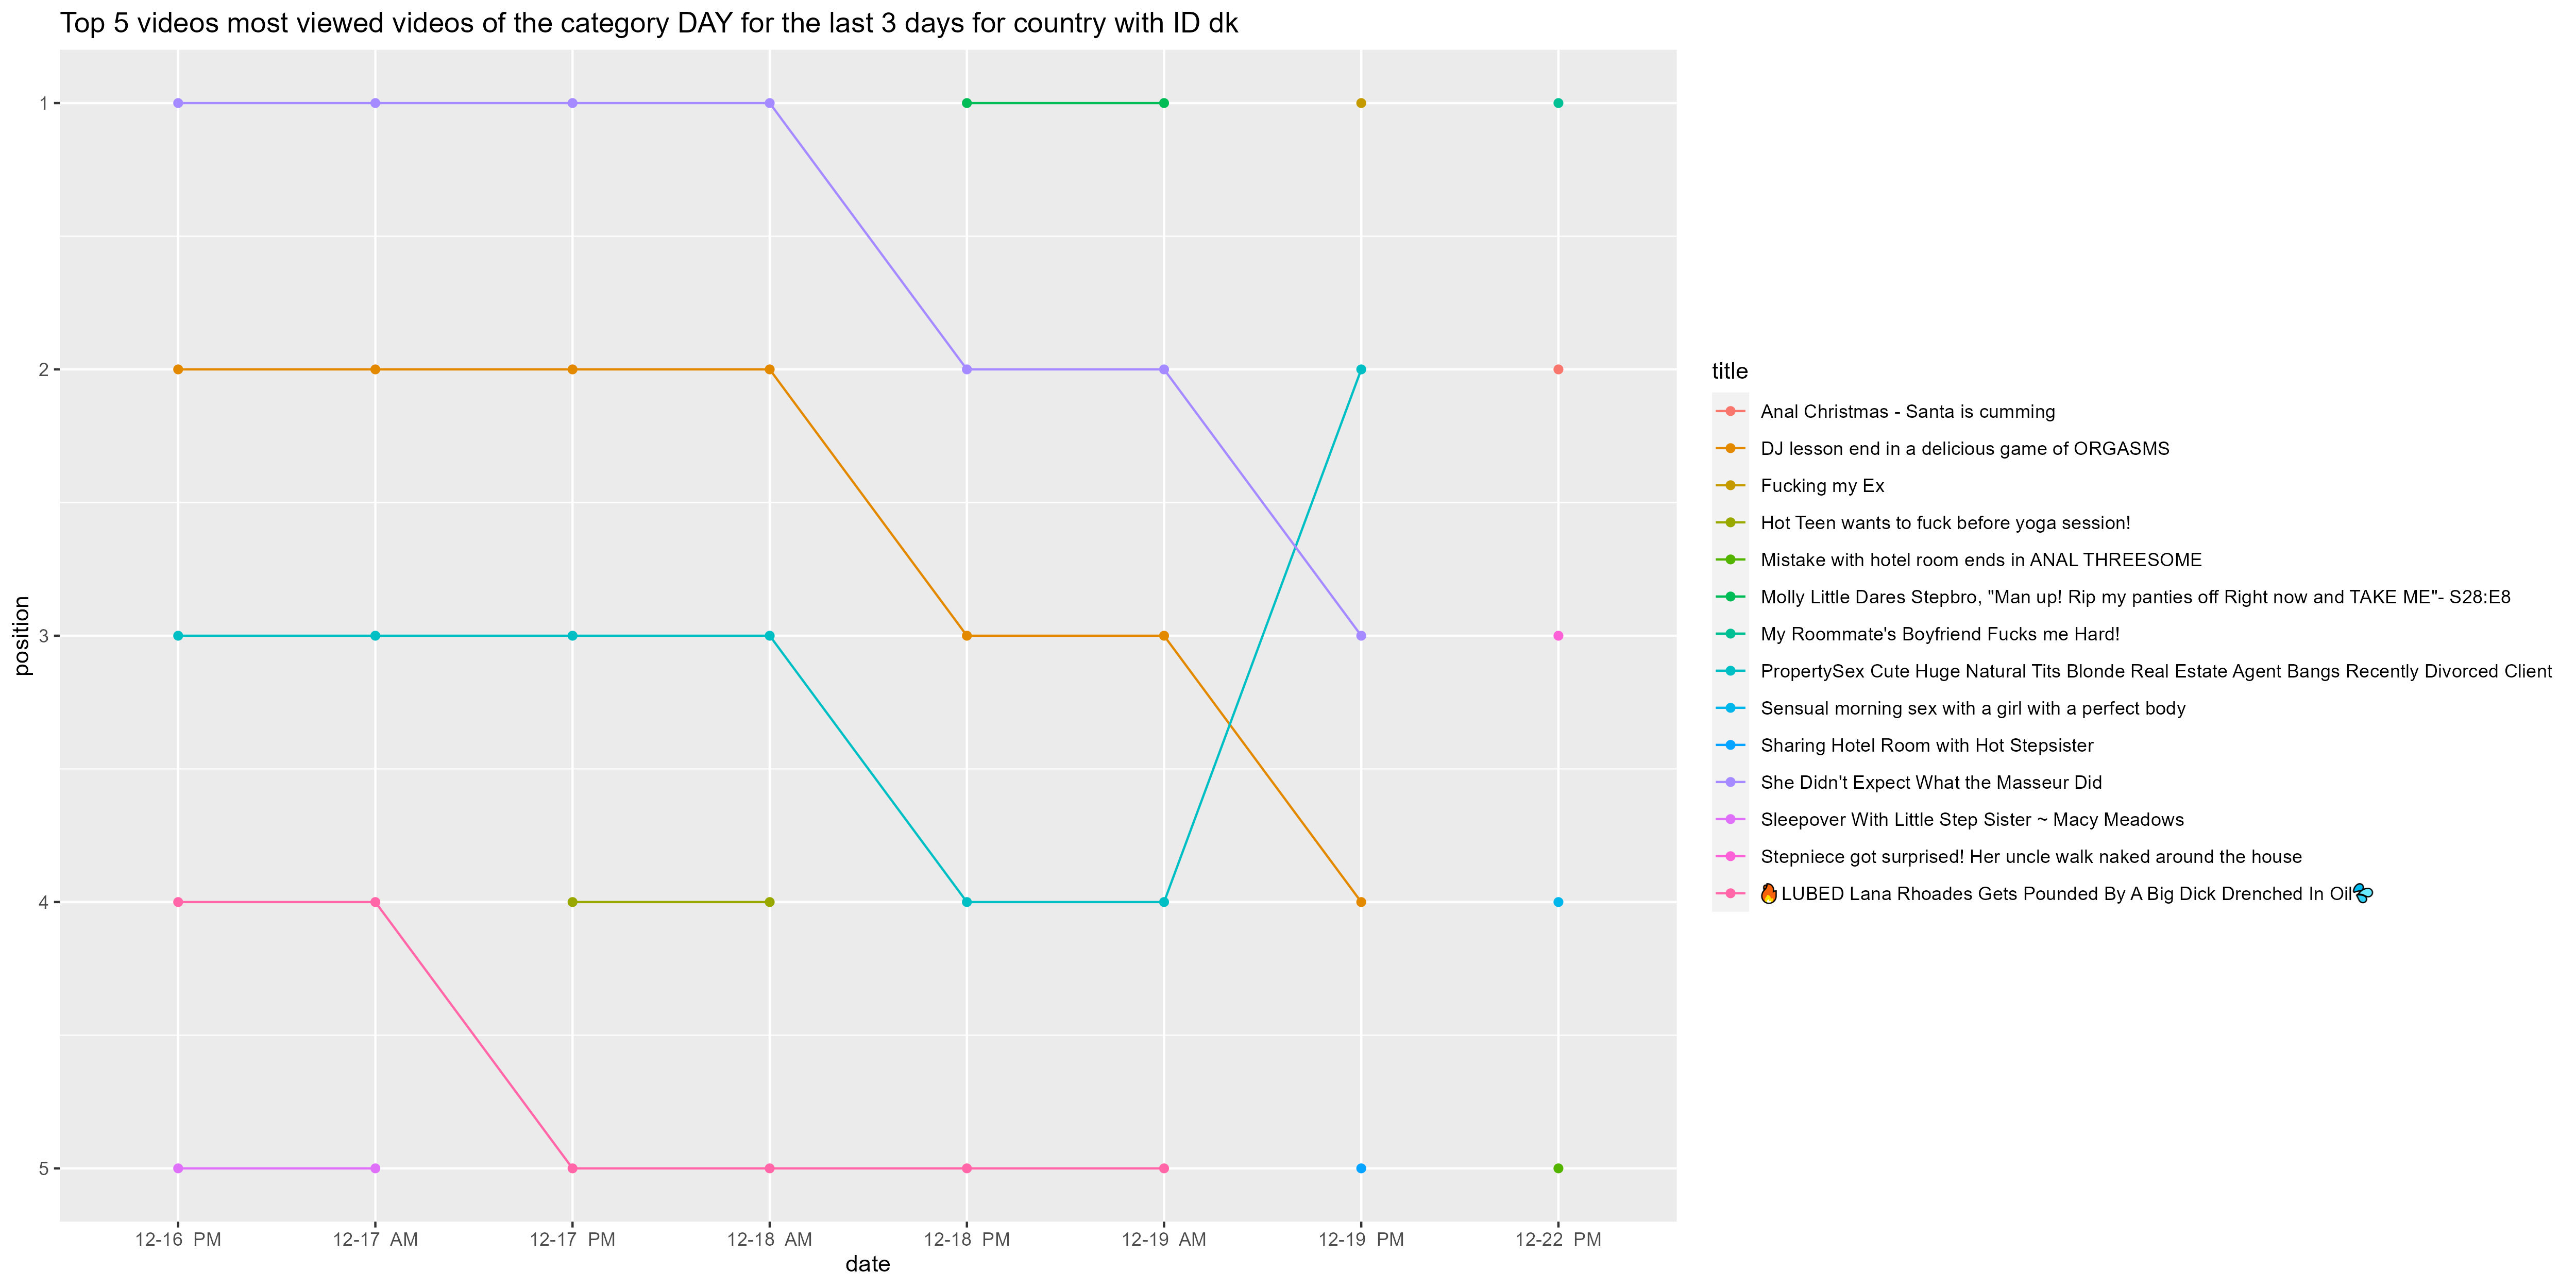 Top 5 videos most viewed videos of the category DAY for the last 3 days for country with ID dk
position
1
2
3
4
5
12-16 PM
12-17 AM
12-17 PM
12-18 AM
12-18 PM
12-19 AM
12-19 PM
12-22 PM
date
title
Anal Christmas - Santa is cumming
DJ lesson end in a delicious game of ORGASMS
Fucking my Ex
Hot Teen wants to fuck before yoga session!
Mistake with hotel room ends in ANAL THREESOME
Molly Little Dares Stepbro, "Man up! Rip my panties off Right now and TAKE ME"- S28:E8
My Roommate's Boyfriend Fucks me Hard!
PropertySex Cute Huge Natural Tits Blonde Real Estate Agent Bangs Recently Divorced Client
Sensual morning sex with a girl with a perfect body
Sharing Hotel Room with Hot Stepsister
She Didn't Expect What the Masseur Did
Sleepover With Little Step Sister ~ Macy Meadows
Stepniece got surprised! Her uncle walk naked around the house
🔥LUBED Lana Rhoades Gets Pounded By A Big Dick Drenched In Oil💦